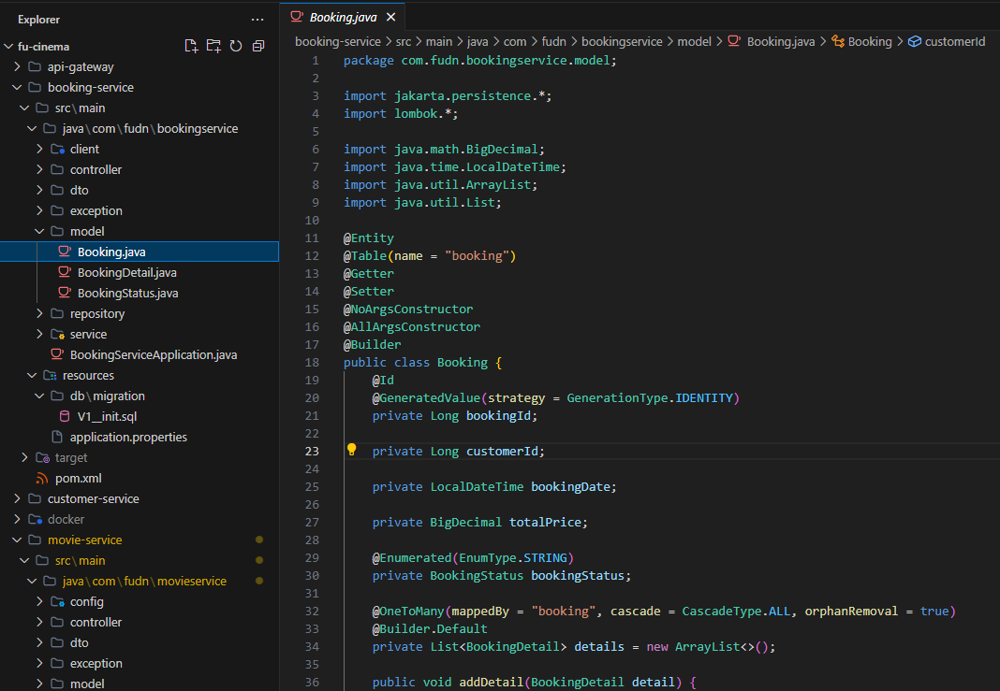 Explorer
fu-cinema
api-gateway
booking-service
src\main
java\com\fudn\bookingservice
client
controller
dto
exception
model
Booking.java
BookingDetail.java
BookingStatus.java
repository
service
BookingServiceApplication.java
resources
db\migration
V1__init.sql
application.properties
target
pom.xml
customer-service
docker
movie-service
src\main
java\com\fudn\movieservice
config
controller
dto
exception
model
Booking.java
booking-service > src > main > java > com > fudn > bookingservice > model > Booking.java > Booking > customerId
1 package com.fudn.bookingservice.model;
2
3 import jakarta.persistence.*;
4 import lombok.*;
5
6 import java.math.BigDecimal;
7 import java.time.LocalDateTime;
8 import java.util.ArrayList;
9 import java.util.List;
10
11 @Entity
12 @Table(name = "booking")
13 @Getter
14 @Setter
15 @NoArgsConstructor
16 @AllArgsConstructor
17 @Builder
18 public class Booking {
19 @Id
20 @GeneratedValue(strategy = GenerationType.IDENTITY)
21 private Long bookingId;
22
23 private Long customerId;
24
25 private LocalDateTime bookingDate;
26
27 private BigDecimal totalPrice;
28
29 @Enumerated(EnumType.STRING)
30 private BookingStatus bookingStatus;
31
32 @OneToMany(mappedBy = "booking", cascade = CascadeType.ALL, orphanRemoval = true)
33 @Builder.Default
34 private List<BookingDetail> details = new ArrayList<>();
35
36 public void addDetail(BookingDetail detail) {